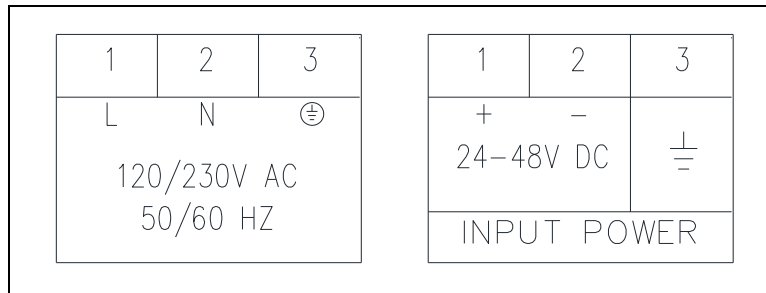 1 2 3
L N
120/230V AC
50/60 HZ
1 2 3
+ −
24−48V DC
INPUT POWER